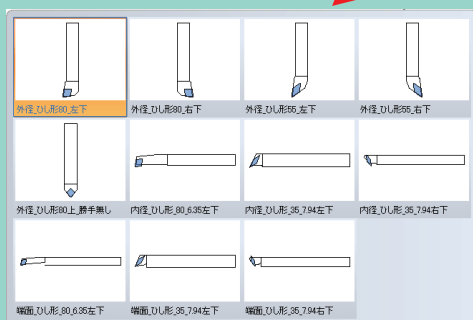 外径_ひし形80_左下
外径_ひし形80_右下
外径_ひし形55_左下
外径_ひし形55_右下
外径_ひし形80上_勝手無し
内径_ひし形_80_6.35左下
内径_ひし形_35_7.94左下
内径_ひし形_35_7.94右下
端面_ひし形_80_6.35左下
端面_ひし形_35_7.94左下
端面_ひし形_35_7.94右下